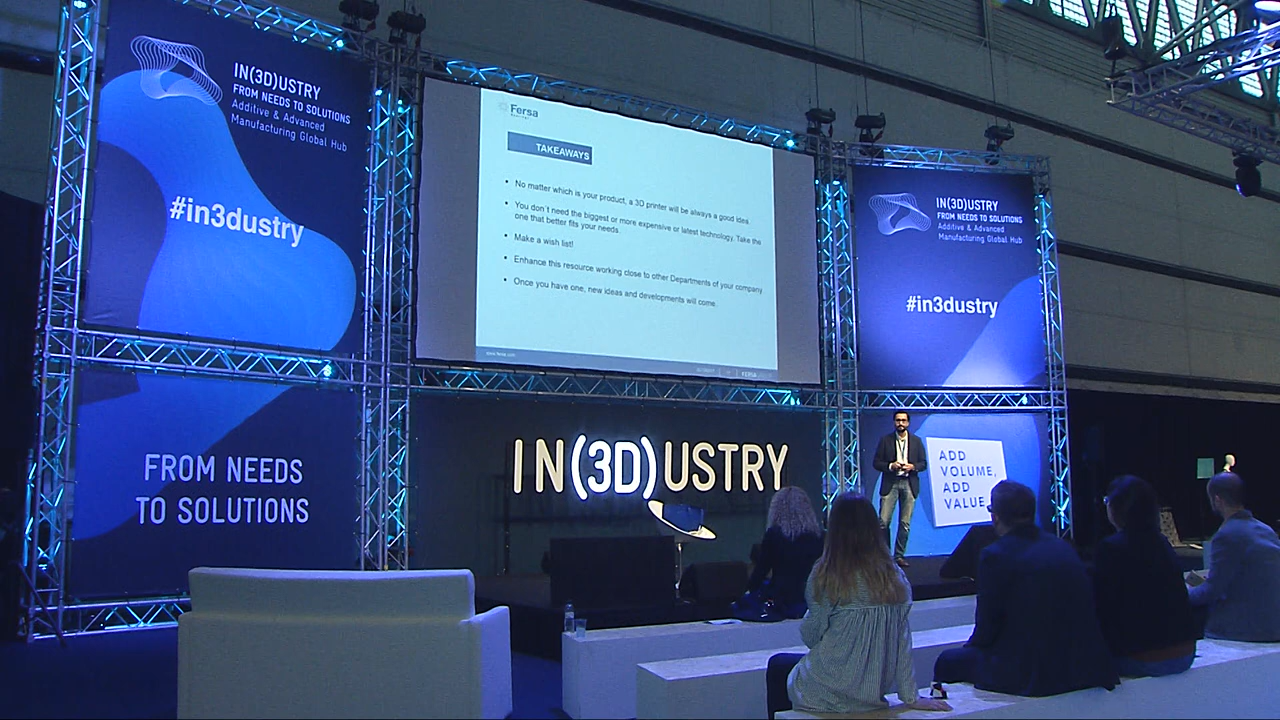 IN(3D)USTRY
FROM NEEDS TO SOLUTIONS
Additive & Advanced
Manufacturing Global Hub
#in3dustry
FROM NEEDS
TO SOLUTIONS
Fersa
TAKEAWAYS
• No matter which is your product, a 3D printer will be always a good idea.
• You don´t need the biggest or more expensive or latest technology. Take the
one that better fits your needs.
• Make a wish list!
• Enhance this resource working close to other Departments of your company
• Once you have one, new ideas and developments will come.
FERSA
IN(3D)USTRY
IN(3D)USTRY
FROM NEEDS TO SOLUTIONS
Additive & Advanced
Manufacturing Global Hub
#in3dustry
ADD
VOLUME,
ADD
VALUE